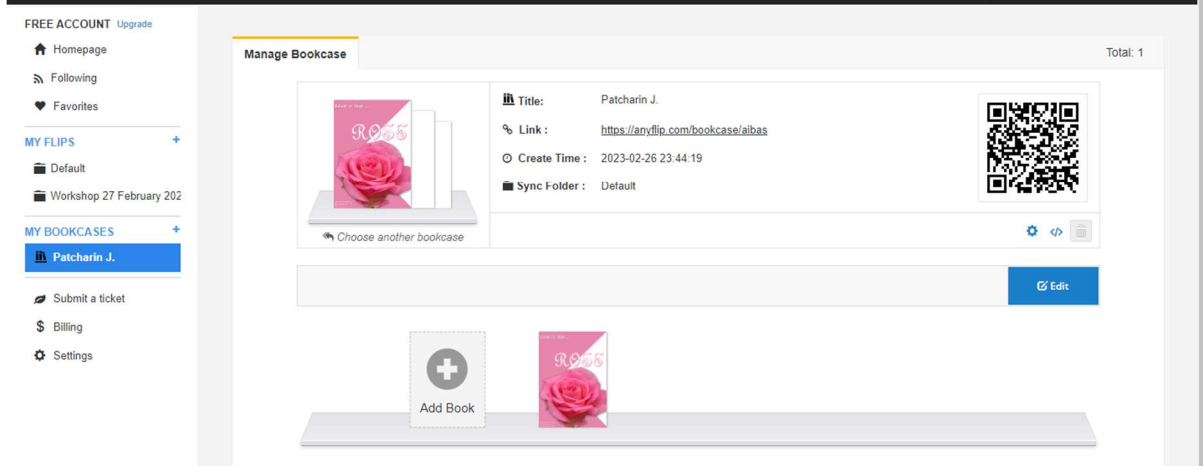 FREE ACCOUNT Upgrade
Homepage
Following
Favorites
MY FLIPS +
Default
Workshop 27 February 202
MY BOOKCASES +
Patcharin J.
Submit a ticket
Billing
Settings
Manage Bookcase
Total: 1
Title: Patcharin J.
Link : https://anyflip.com/bookcase/aibas
Create Time : 2023-02-26 23:44:19
Sync Folder : Default
ROSE
Choose another bookcase
Edit
Add Book
ROSE